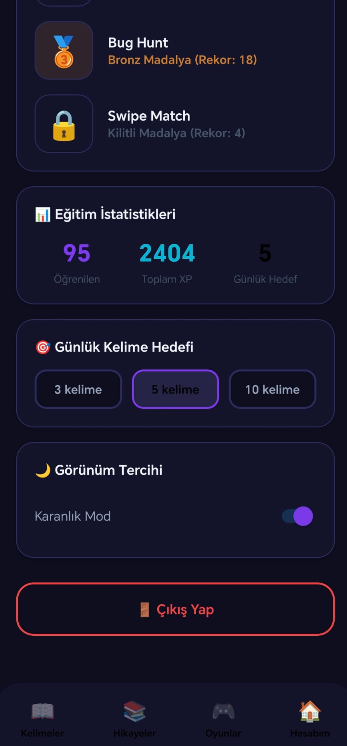 Bug Hunt
Bronz Madalya (Rekor: 18)
Swipe Match
Kilitli Madalya (Rekor: 4)
Eğitim İstatistikleri
95 2404 5
Öğrenilen Toplam XP Günlük Hedef
Günlük Kelime Hedefi
3 kelime 5 kelime 10 kelime
Görünüm Tercihi
Karanlık Mod
Çıkış Yap
Kelimeler Hikayeler Oyunlar Hesabım